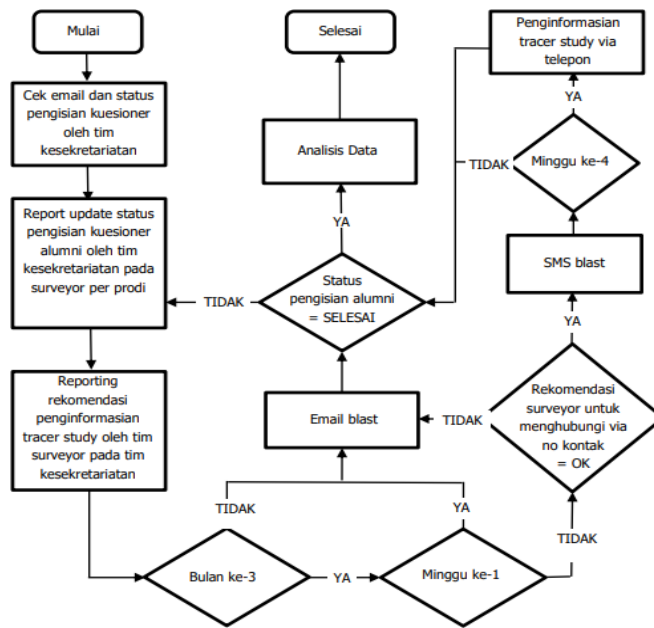 Mulai
Cek email dan status
pengisian kuesioner
oleh tim
kesekretariatan
Report update status
pengisian kuesioner
alumni oleh tim
kesekretariatan pada
surveyor per prodi
Reporting
rekomendasi
penginformasian
tracer study oleh tim
surveyor pada tim
kesekretariatan
Bulan ke-3
TIDAK
YA
Minggu ke-1
YA
TIDAK
Rekomendasi
surveyor untuk
menghubungi via
no kontak
= OK
TIDAK
YA
Email blast
SMS blast
Minggu ke-4
TIDAK
YA
Penginformasian
tracer study via
telepon
Status
pengisian alumni
= SELESAI
TIDAK
YA
Analisis Data
Selesai